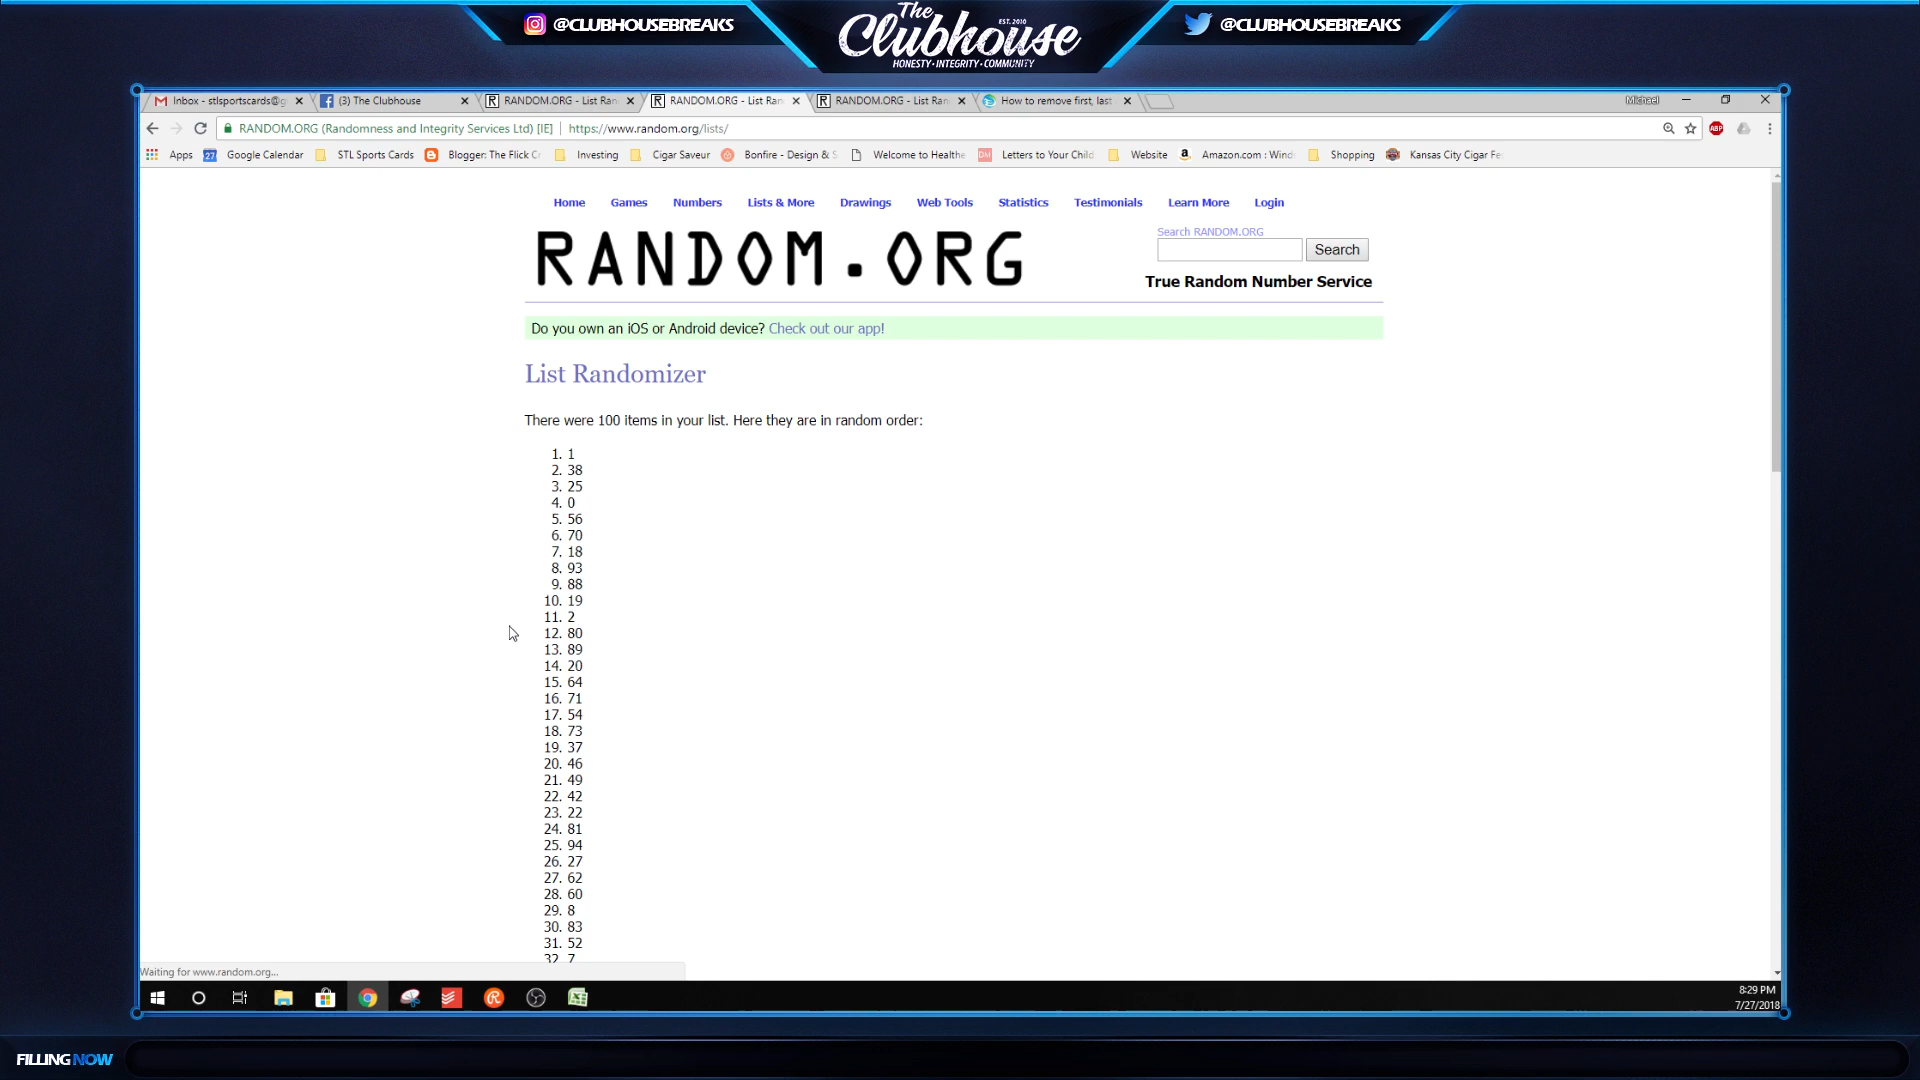 @CLUBHOUSEBREAKS
The Clubhouse
EST. 2010
HONESTY • INTEGRITY • COMMUNITY
@CLUBHOUSEBREAKS
Inbox - stlsportscards@g
(3) The Clubhouse
RANDOM.ORG - List Ran
RANDOM.ORG - List Ran
RANDOM.ORG - List Ran
How to remove first, last
Michael
RANDOM.ORG (Randomness and Integrity Services Ltd) [IE]
https://www.random.org/lists/
ABP
Apps
27
Google Calendar
STL Sports Cards
Blogger: The Flick Cr
Investing
Cigar Saveur
Bonfire - Design & S
Welcome to Healthe
DM
Letters to Your Child
Website
Amazon.com : Wind
Shopping
Kansas City Cigar Fe
Home Games Numbers Lists & More Drawings Web Tools Statistics Testimonials Learn More Login
RANDOM.ORG
Search RANDOM.ORG
Search
True Random Number Service
Do you own an iOS or Android device? Check out our app!
List Randomizer
There were 100 items in your list. Here they are in random order:
1. 1
2. 38
3. 25
4. 0
5. 56
6. 70
7. 18
8. 93
9. 88
10. 19
11. 2
12. 80
13. 89
14. 20
15. 64
16. 71
17. 54
18. 73
19. 37
20. 46
21. 49
22. 42
23. 22
24. 81
25. 94
26. 27
27. 62
28. 60
29. 8
30. 83
31. 52
32. 7
Waiting for www.random.org...
8:29 PM
7/27/2018
FILLING NOW